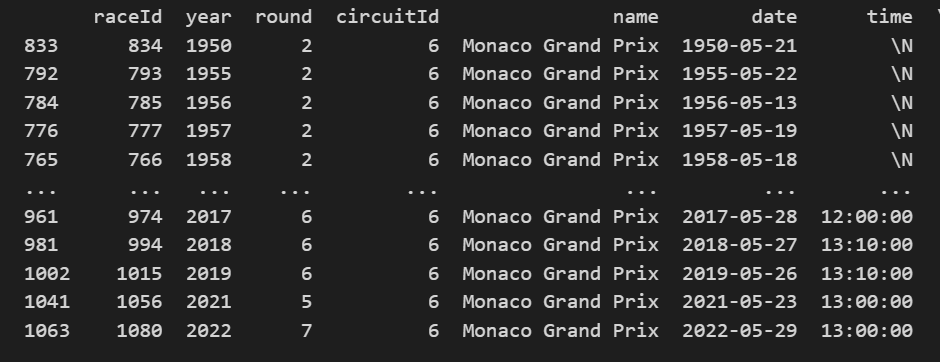 raceId year round circuitId name date time \
833 834 1950 2 6 Monaco Grand Prix 1950-05-21 \N
792 793 1955 2 6 Monaco Grand Prix 1955-05-22 \N
784 785 1956 2 6 Monaco Grand Prix 1956-05-13 \N
776 777 1957 2 6 Monaco Grand Prix 1957-05-19 \N
765 766 1958 2 6 Monaco Grand Prix 1958-05-18 \N
... ... ... ... ... ... ... ...
961 974 2017 6 6 Monaco Grand Prix 2017-05-28 12:00:00
981 994 2018 6 6 Monaco Grand Prix 2018-05-27 13:10:00
1002 1015 2019 6 6 Monaco Grand Prix 2019-05-26 13:10:00
1041 1056 2021 5 6 Monaco Grand Prix 2021-05-23 13:00:00
1063 1080 2022 7 6 Monaco Grand Prix 2022-05-29 13:00:00